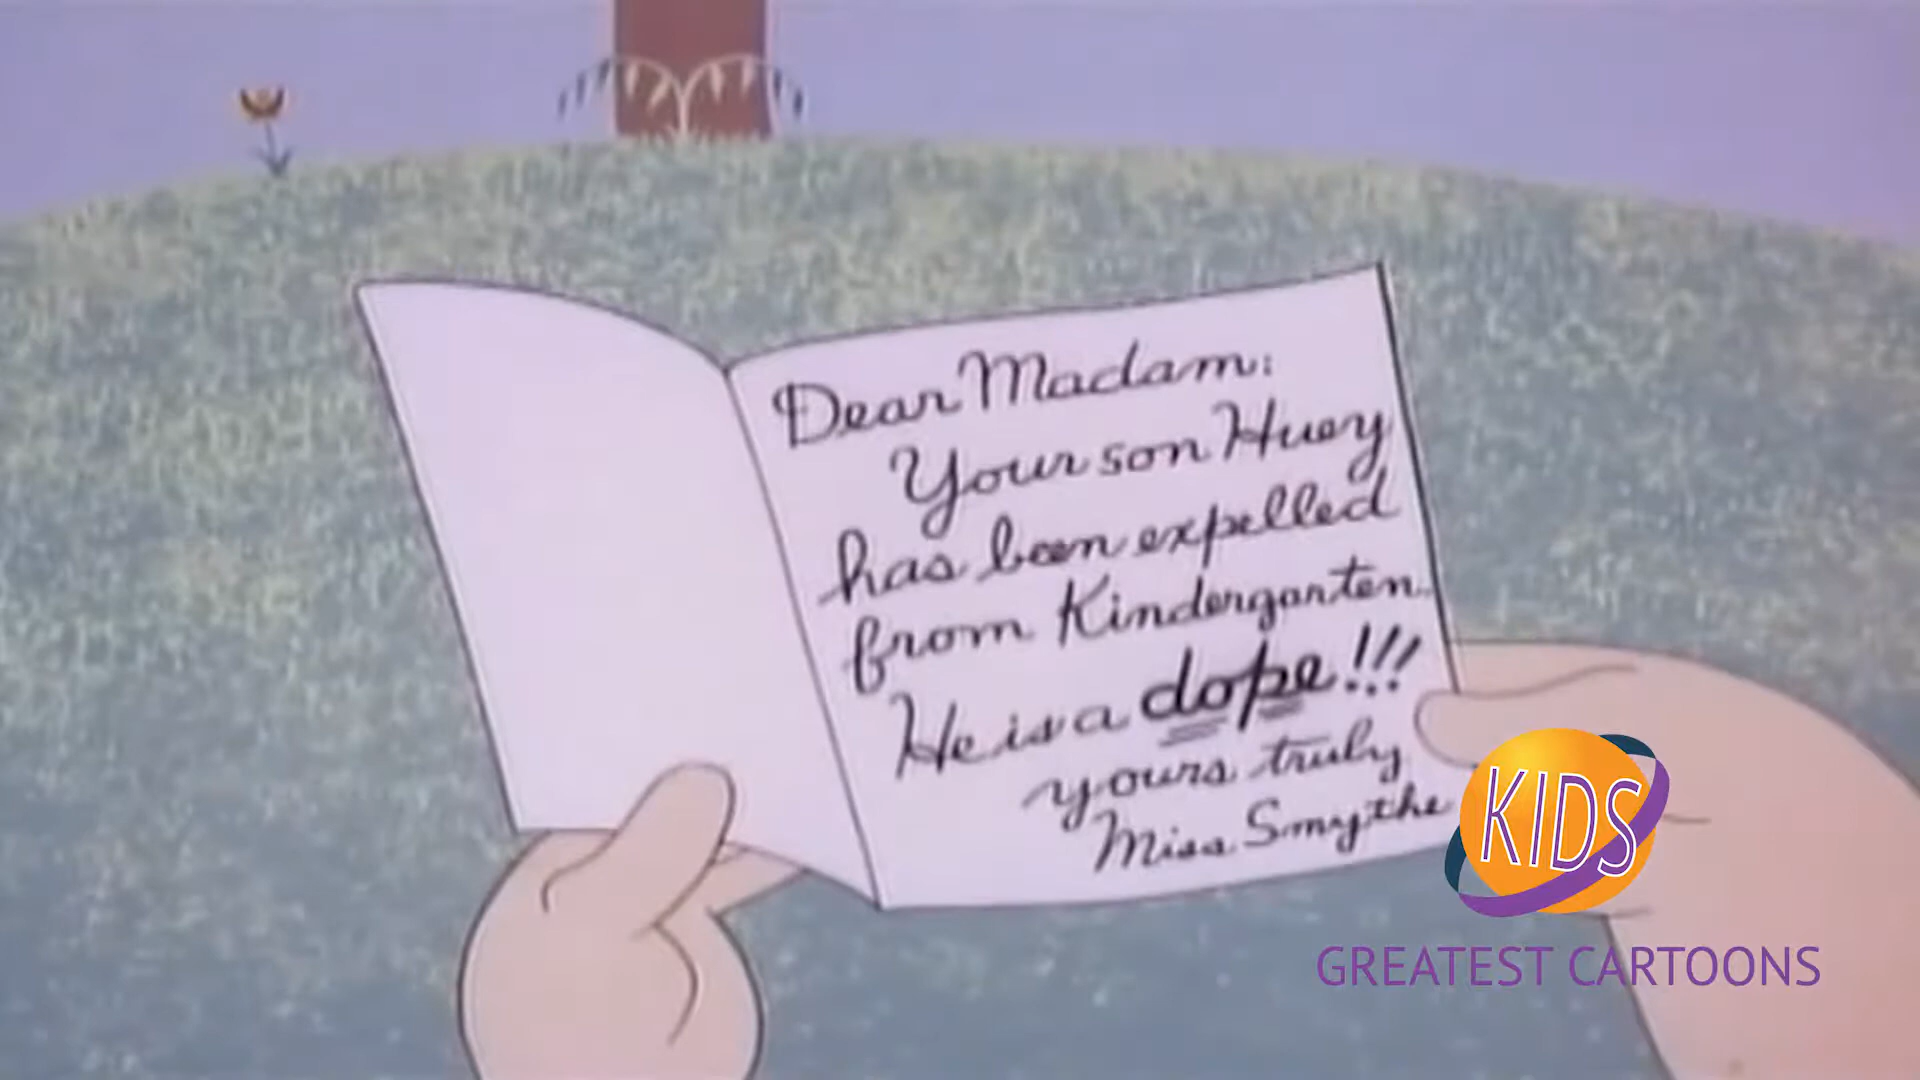 Dear Madam:
Your son Huey
has been expelled
from Kindergarten.
He is a dope!!!
yours truly
Miss Smythe
KIDS
GREATEST CARTOONS